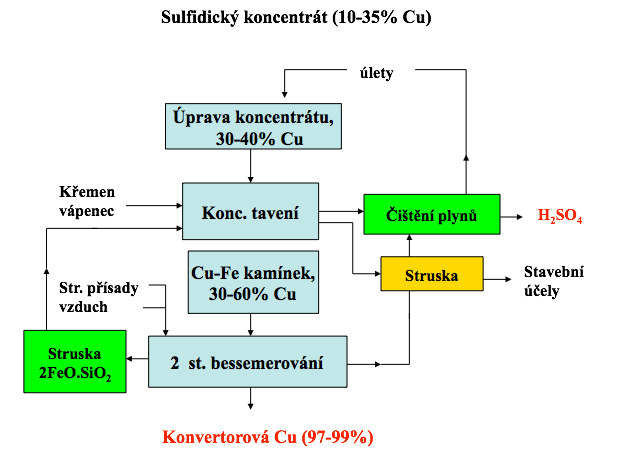 Sulfidický koncentrát (10-35% Cu)
úlety
Úprava koncentrátu,
30-40% Cu
Křemen
vápenec
Konc. tavení
Čištění plynů
H₂SO₄
Cu-Fe kamínek,
30-60% Cu
Struska
Stavební
účely
Str. přísady
vzduch
Struska
2FeO.SiO₂
2 st. bessemerování
Konvertorová Cu (97-99%)